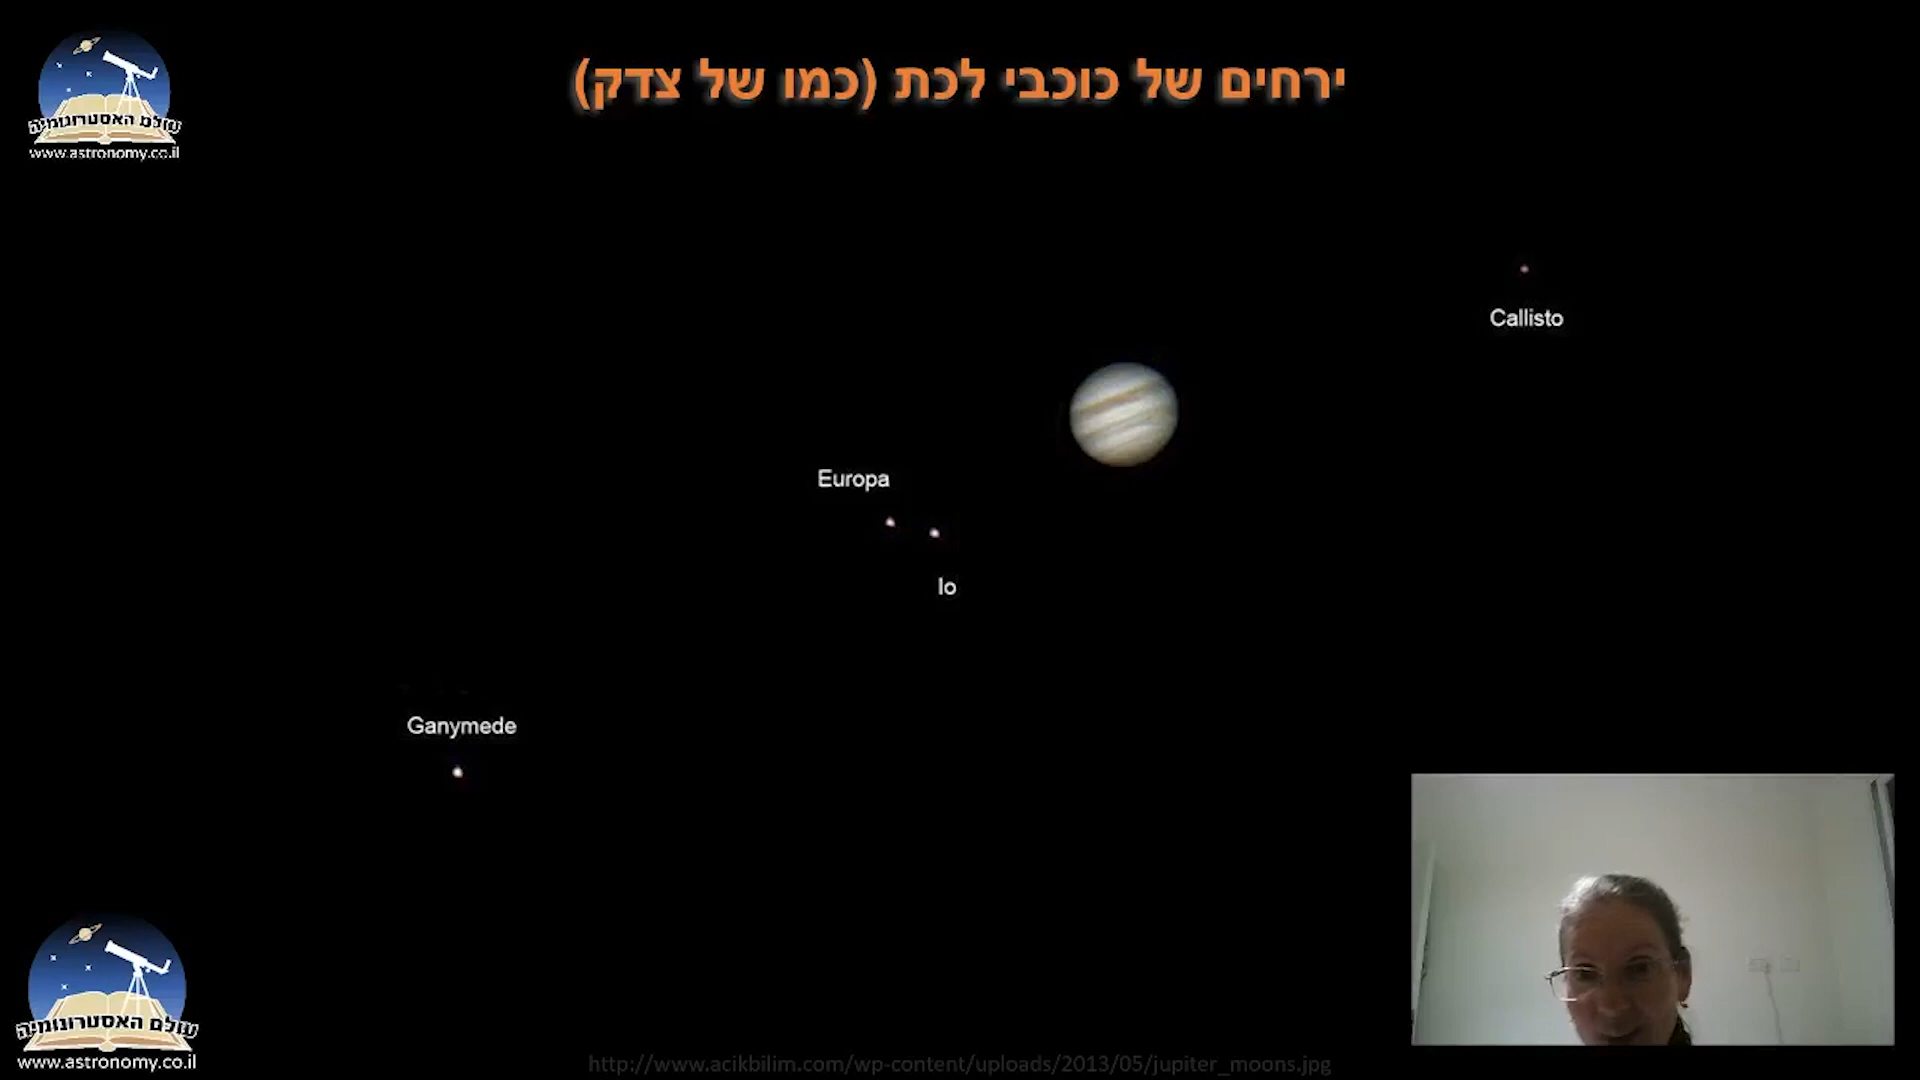 ירחים של כוכבי לכת (כמו של צדק)
עולם האסטרונומיה
www.astronomy.co.il
Callisto
Europa
Io
Ganymede
עולם האסטרונומיה
www.astronomy.co.il
http://www.acikbilim.com/wp-content/uploads/2013/05/jupiter_moons.jpg